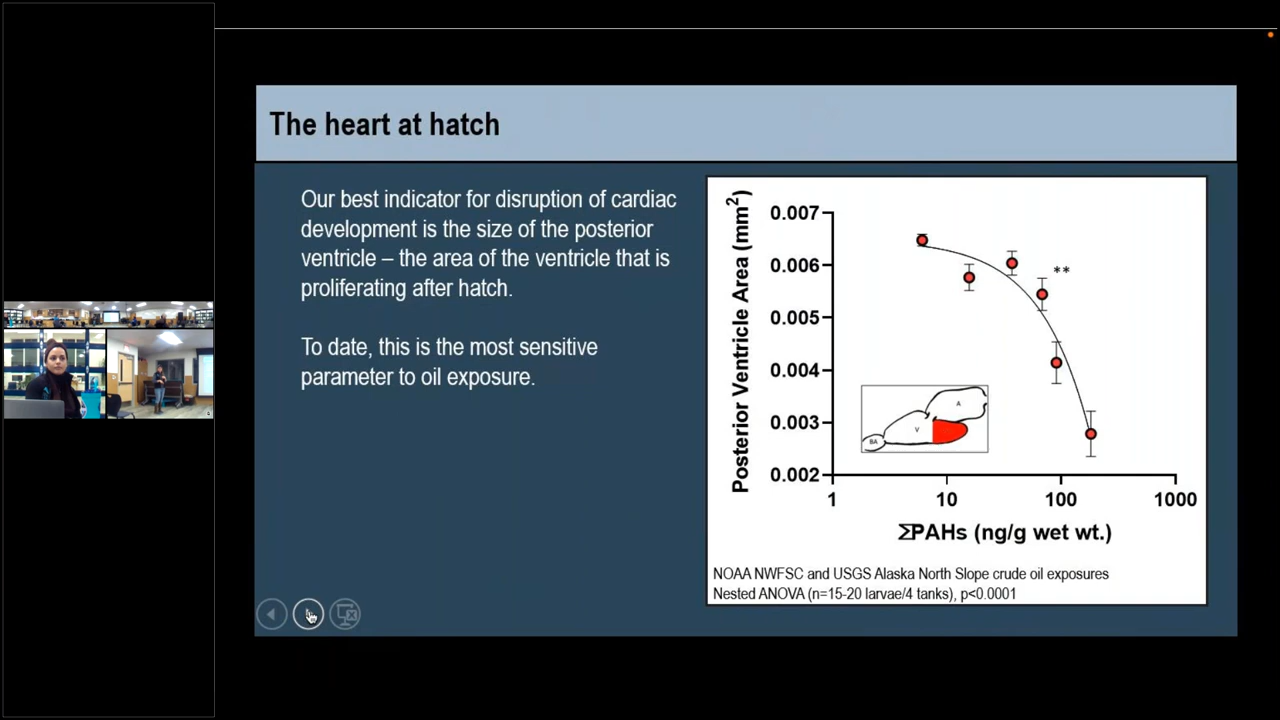 The heart at hatch
Our best indicator for disruption of cardiac
development is the size of the posterior
ventricle – the area of the ventricle that is
proliferating after hatch.
To date, this is the most sensitive
parameter to oil exposure.
Posterior Ventricle Area (mm²)
0.007
0.006
0.005
0.004
0.003
0.002
**
A
V
BA
1
10
100
1000
ΣPAHs (ng/g wet wt.)
NOAA NWFSC and USGS Alaska North Slope crude oil exposures
Nested ANOVA (n=15-20 larvae/4 tanks), p<0.0001